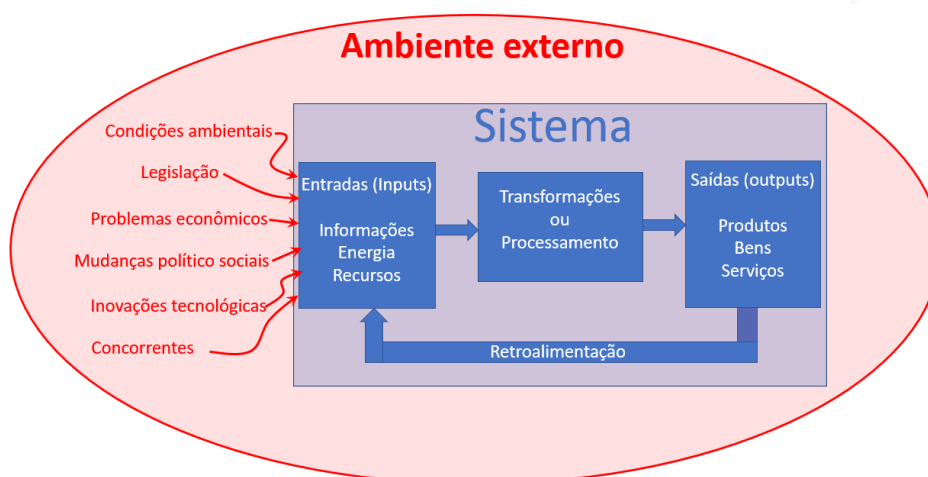 Ambiente externo
Sistema
Condições ambientais
Legislação
Problemas econômicos
Mudanças político sociais
Inovações tecnológicas
Concorrentes
Entradas (Inputs)
Informações
Energia
Recursos
Transformações
ou
Processamento
Saídas (outputs)
Produtos
Bens
Serviços
Retroalimentação